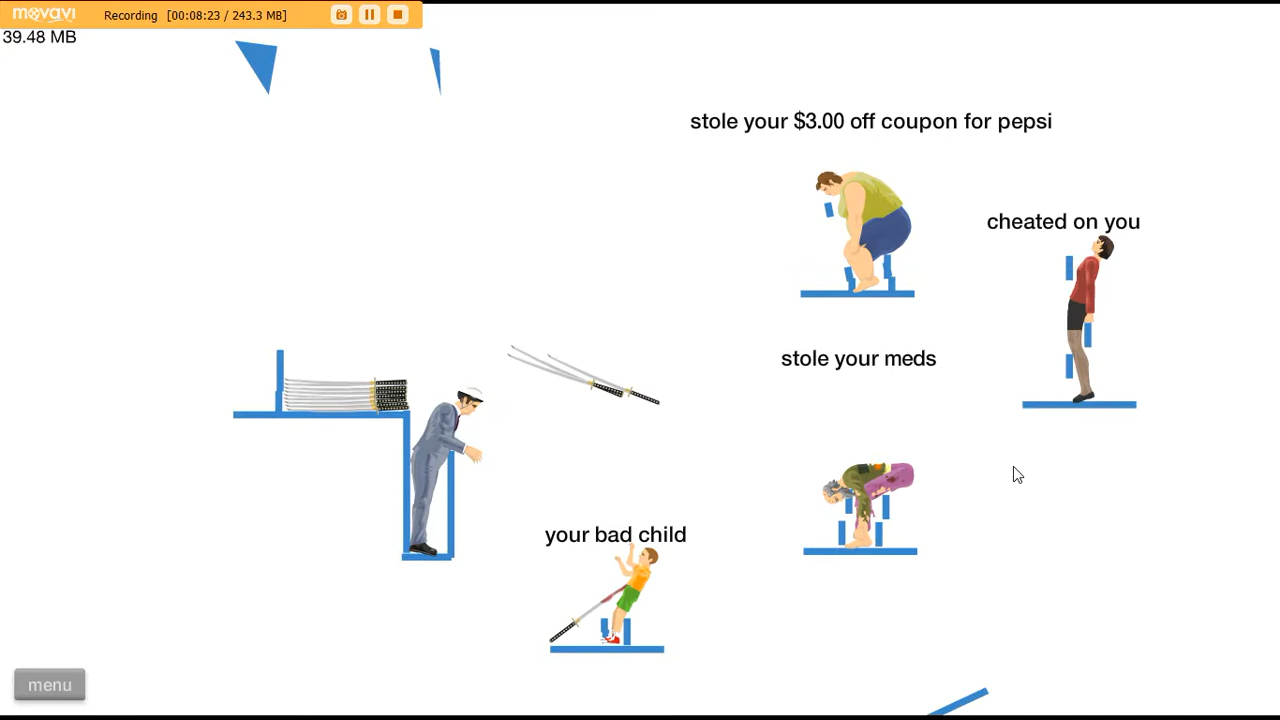 movavi Recording [00:08:23 / 243.3 MB]
39.48 MB
stole your $3.00 off coupon for pepsi
cheated on you
stole your meds
your bad child
menu